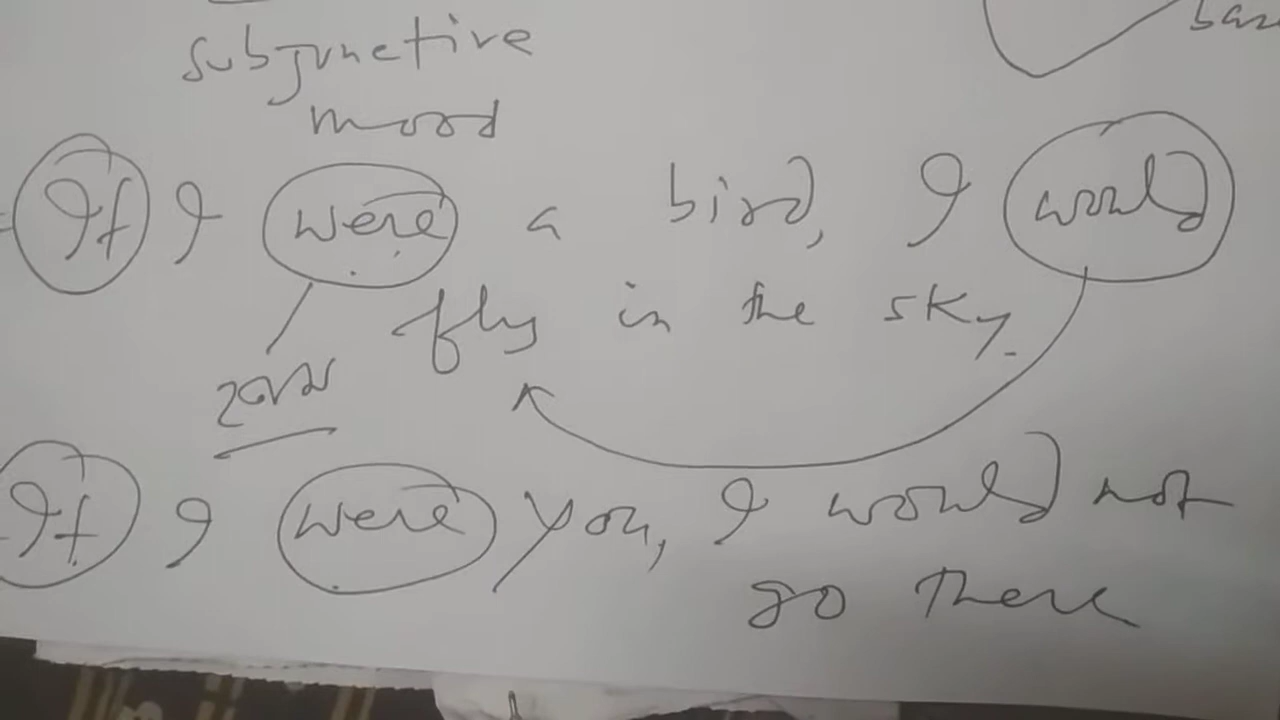 subjunctive
mood
If I were a bird, I would
fly in the sky.
If I were you, I would not
go there